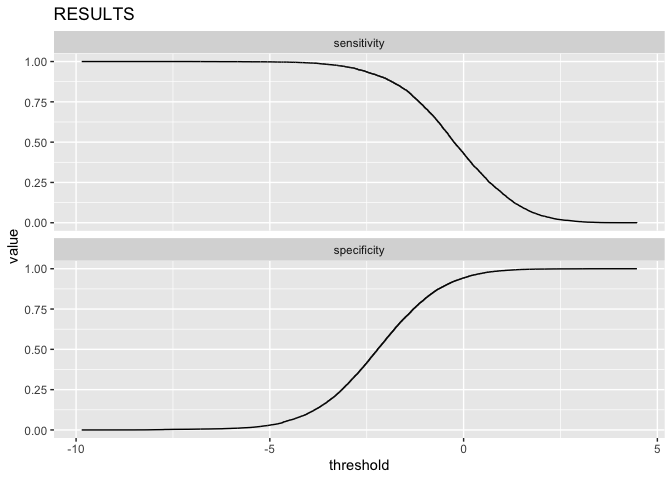 RESULTS
sensitivity
1.00
0.75
0.50
0.25
0.00
value
specificity
1.00
0.75
0.50
0.25
0.00
-10 -5 0 5
threshold